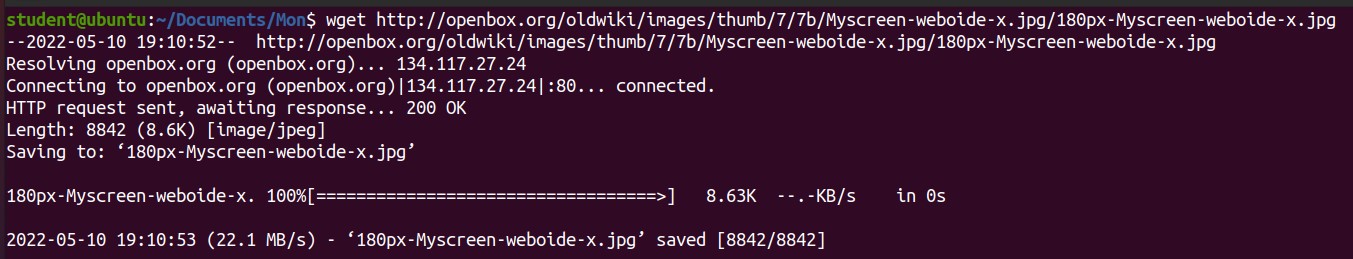 student@ubuntu:~/Documents/Mon$ wget http://openbox.org/oldwiki/images/thumb/7/7b/Myscreen-weboide-x.jpg/180px-Myscreen-weboide-x.jpg
--2022-05-10 19:10:52--  http://openbox.org/oldwiki/images/thumb/7/7b/Myscreen-weboide-x.jpg/180px-Myscreen-weboide-x.jpg
Resolving openbox.org (openbox.org)... 134.117.27.24
Connecting to openbox.org (openbox.org)|134.117.27.24|:80... connected.
HTTP request sent, awaiting response... 200 OK
Length: 8842 (8.6K) [image/jpeg]
Saving to: ‘180px-Myscreen-weboide-x.jpg’
180px-Myscreen-weboide-x. 100%[==================================>]   8.63K  --.-KB/s    in 0s
2022-05-10 19:10:53 (22.1 MB/s) - ‘180px-Myscreen-weboide-x.jpg’ saved [8842/8842]